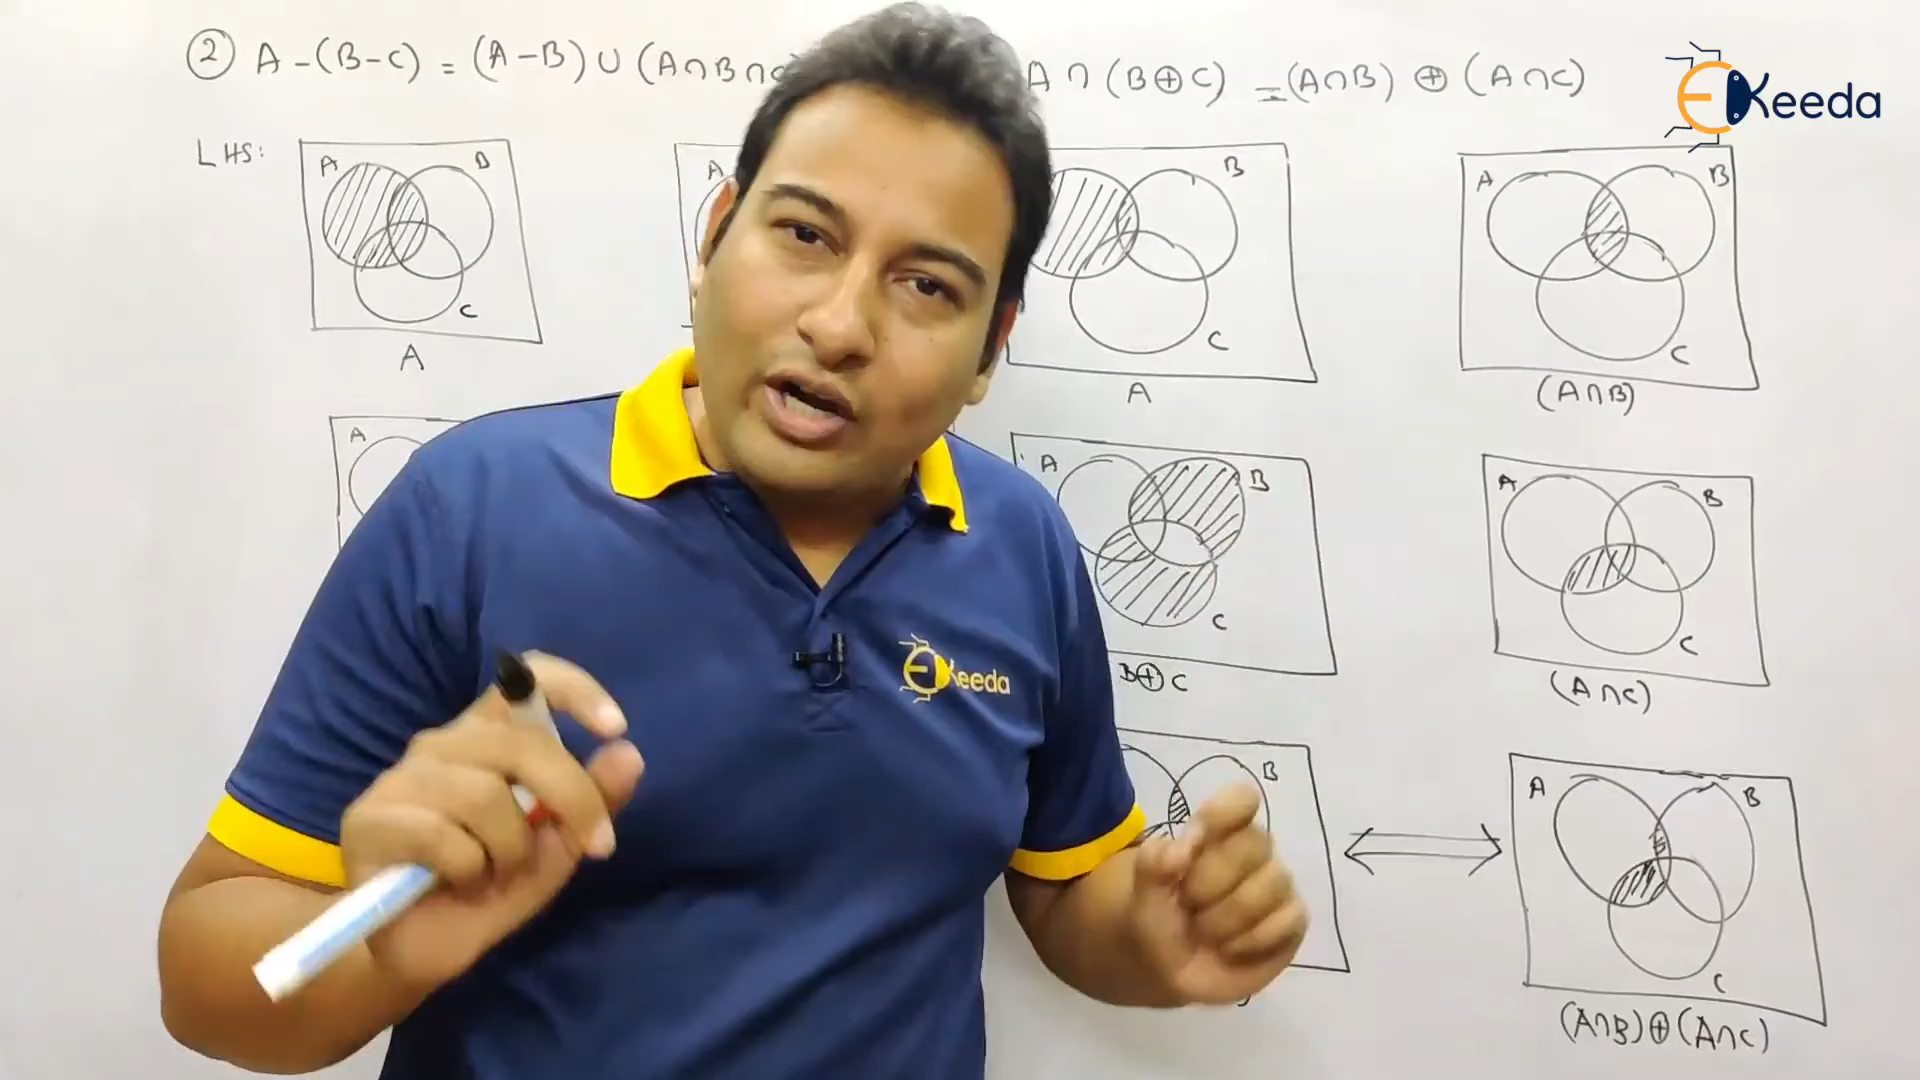 ② A-(B-C) = (A-B) ∪ (A∩B∩
A ∩ (B⊕C) = (A∩B) ⊕ (A∩C)
EKeeda
LHS:
A B C
A
A
B C
A
A B C
(A∩B)
A
A B C
B⊕C
A B C
(A∩C)
EKeeda
B
A B C
(A∩B)⊕(A∩C)